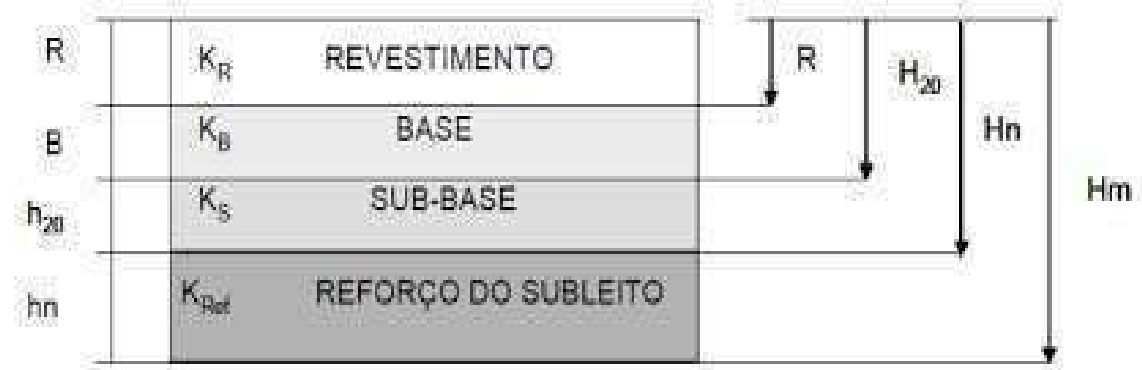 R K_R REVESTIMENTO R
H_20
B K_B BASE Hn
Hm
h_20 K_S SUB-BASE
hn K_Ref REFORÇO DO SUBLEITO